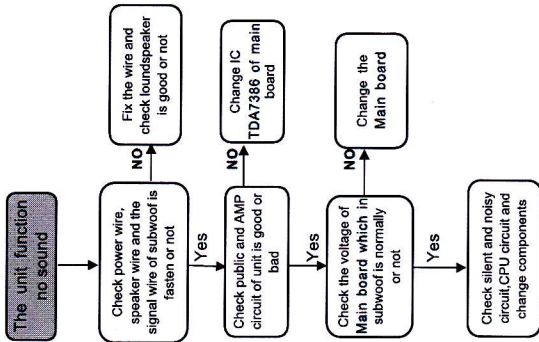 The unit function
no sound
Check power wire,
speaker wire and the
signal wire of subwoof is
fasten or not
NO
Fix the wire and
check loundspeaker
is good or not
Yes
Check public and AMP
circuit of unit is good or
bad
NO
Change IC
TDA7386 of main
board
Yes
Check the voltage of
Main board which in
subwoof is normally
or not
NO
Change the
Main board
Yes
Check silent and noisy
circuit,CPU circuit and
change components